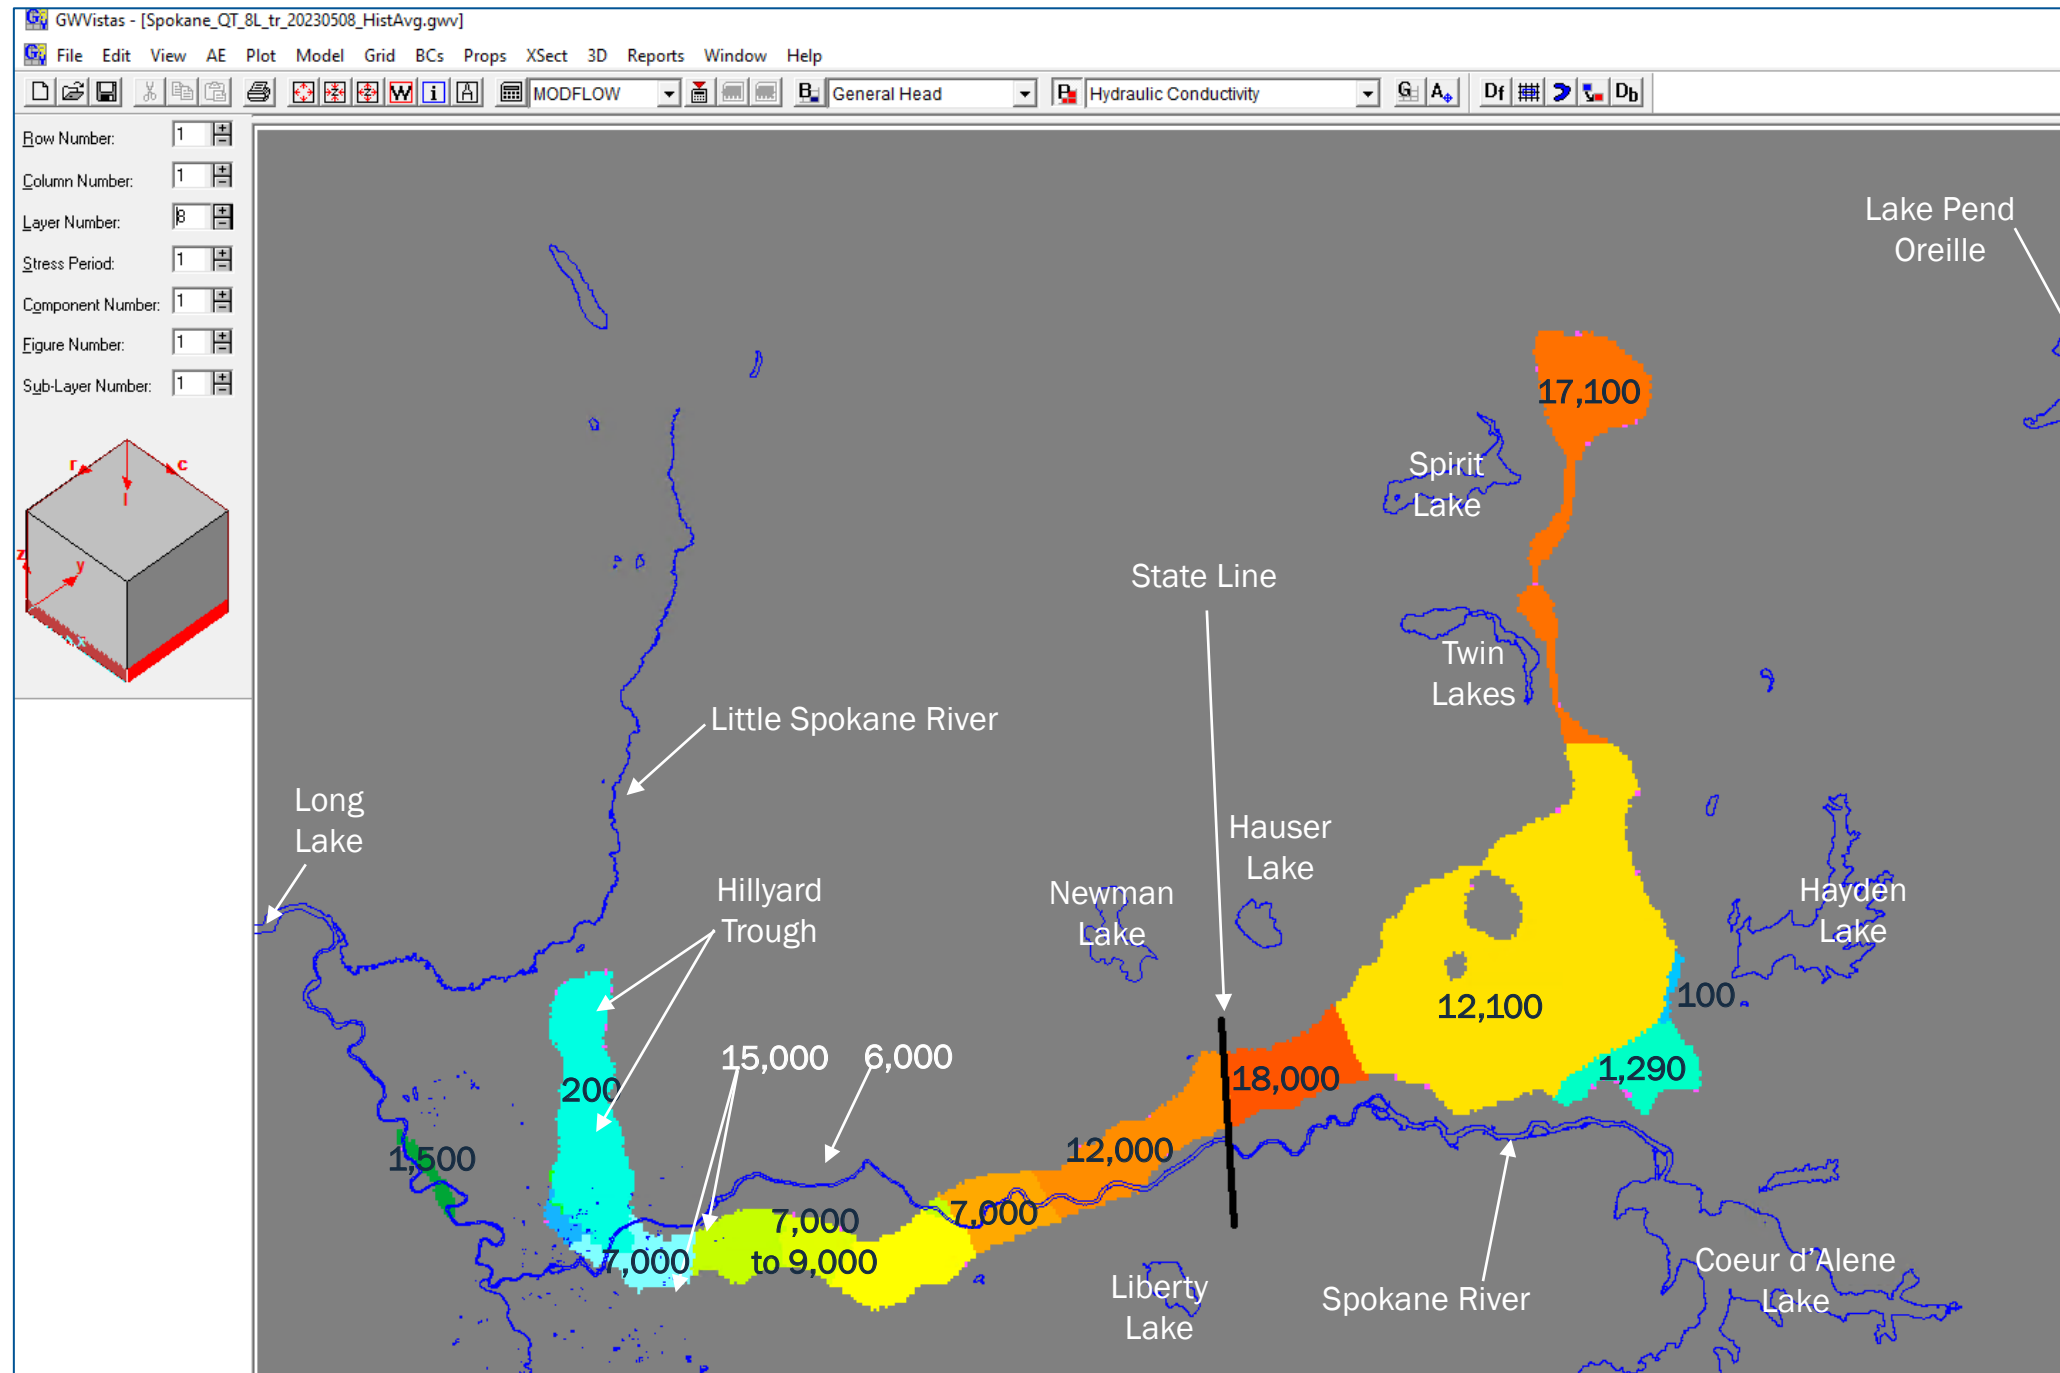 GWVistas - [Spokane_QT_8L_tr_20230508_HistAvg.gwv]
File Edit View AE Plot Model Grid BCs Props XSect 3D Reports Window Help
MODFLOW
General Head
Hydraulic Conductivity
Df
Db
Row Number: 1
Column Number: 1
Layer Number: 8
Stress Period: 1
Component Number: 1
Figure Number: 1
Sub-Layer Number: 1
r
c
l
z
y
Lake Pend
Oreille
17,100
Spirit
Lake
State Line
Twin
Lakes
Little Spokane River
Long
Lake
Hauser
Lake
Hillyard
Trough
Newman
Lake
Hayden
Lake
100
12,100
15,000
6,000
18,000
1,290
200
12,000
1,500
7,000
7,000
to 9,000
7,000
Liberty
Lake
Spokane River
Coeur d'Alene
Lake